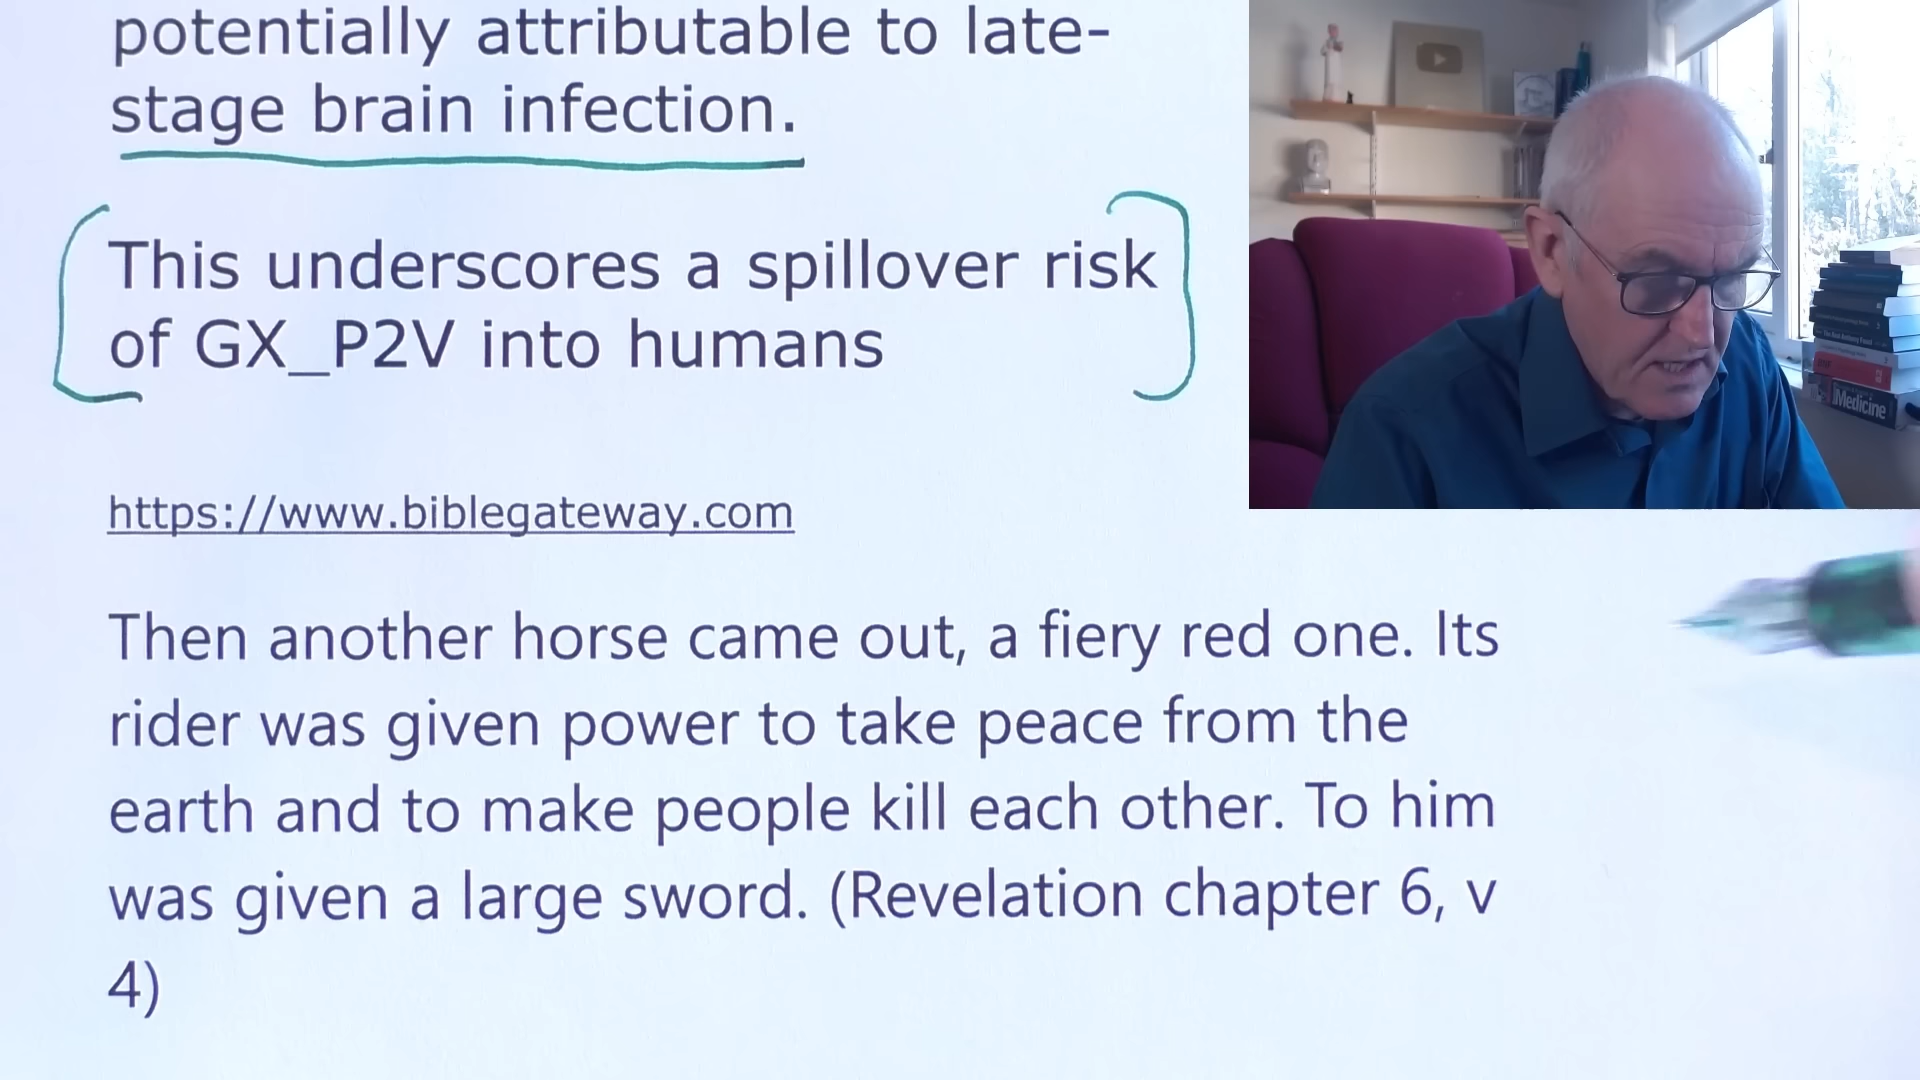 potentially attributable to late-
stage brain infection.
This underscores a spillover risk
of GX_P2V into humans
https://www.biblegateway.com
Then another horse came out, a fiery red one. Its
rider was given power to take peace from the
earth and to make people kill each other. To him
was given a large sword. (Revelation chapter 6, v
4)
Medicine